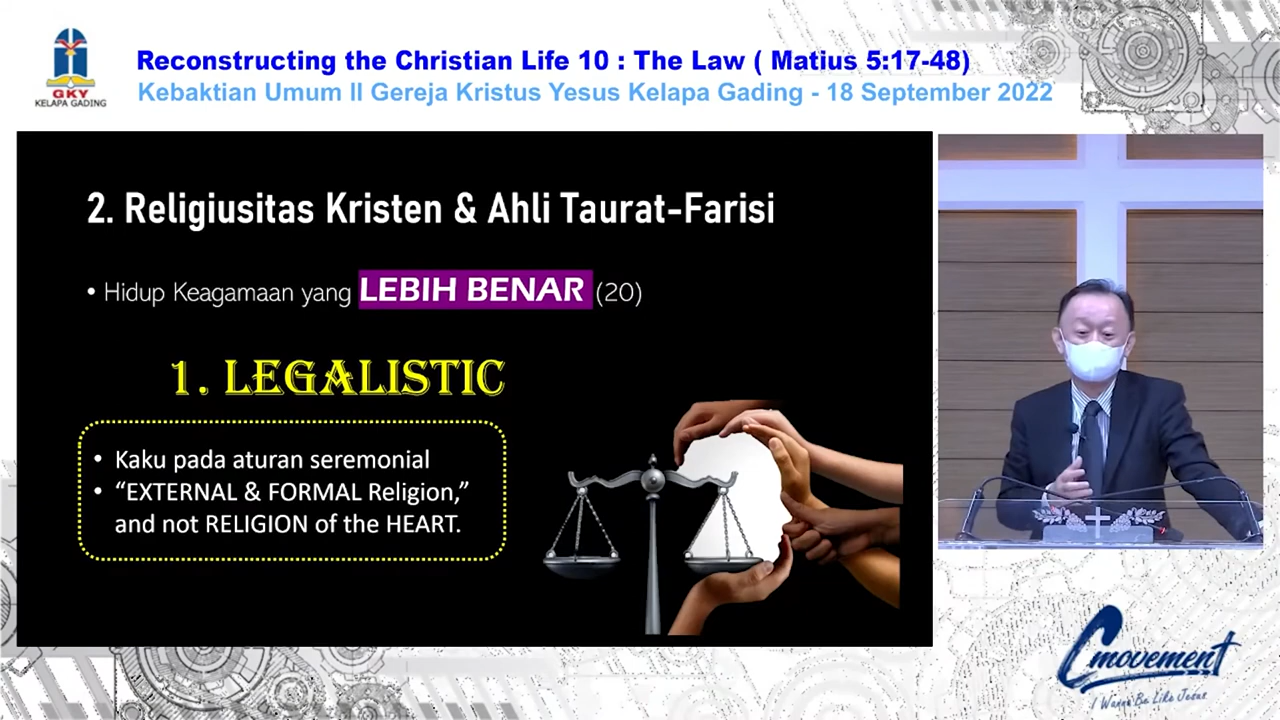 GKY
KELAPA GADING
Reconstructing the Christian Life 10 : The Law ( Matius 5:17-48)
Kebaktian Umum II Gereja Kristus Yesus Kelapa Gading - 18 September 2022
2. Religiusitas Kristen & Ahli Taurat-Farisi
• Hidup Keagamaan yang LEBIH BENAR (20)
1. LEGALISTIC
• Kaku pada aturan seremonial
• “EXTERNAL & FORMAL Religion,”
and not RELIGION of the HEART.
Cmovement
I Wanna Be Like Jesus